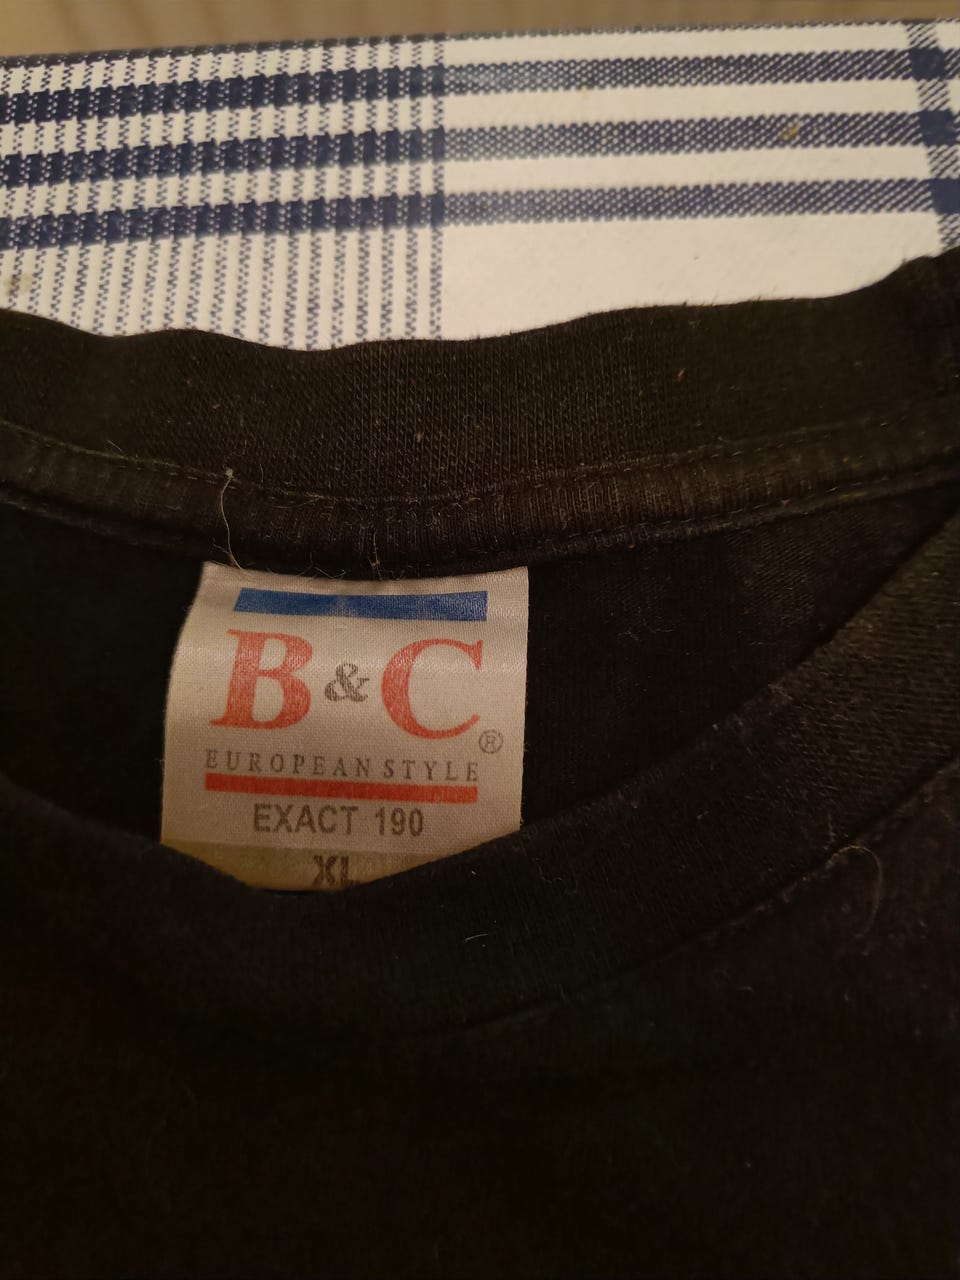 B & C ®
EUROPEAN STYLE
EXACT 190
XL